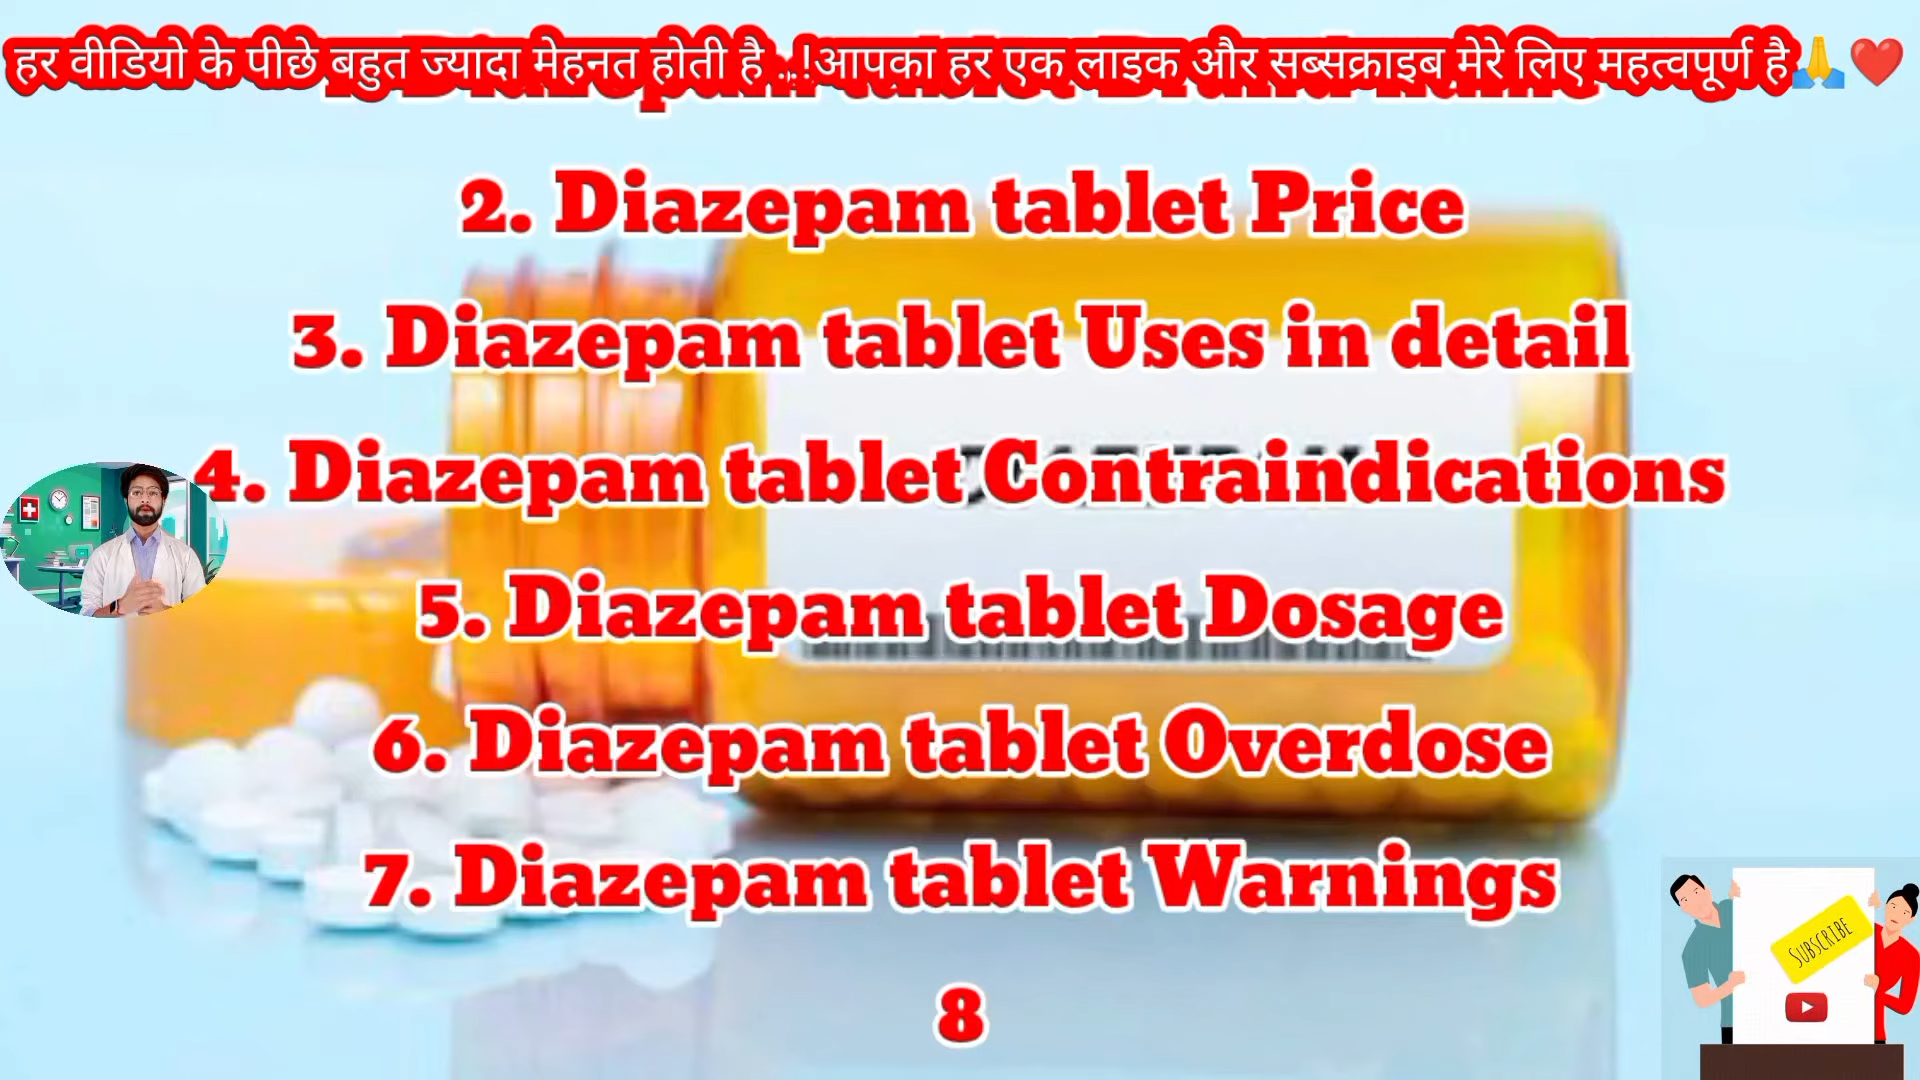 हर वीडियो के पीछे बहुत ज्यादा मेहनत होती है ..!आपका हर एक लाइक और सब्सक्राइब मेरे लिए महत्वपूर्ण है🙏❤️
2. Diazepam tablet Price
3. Diazepam tablet Uses in detail
4. Diazepam tablet Contraindications
5. Diazepam tablet Dosage
6. Diazepam tablet Overdose
7. Diazepam tablet Warnings
8
SUBSCRIBE